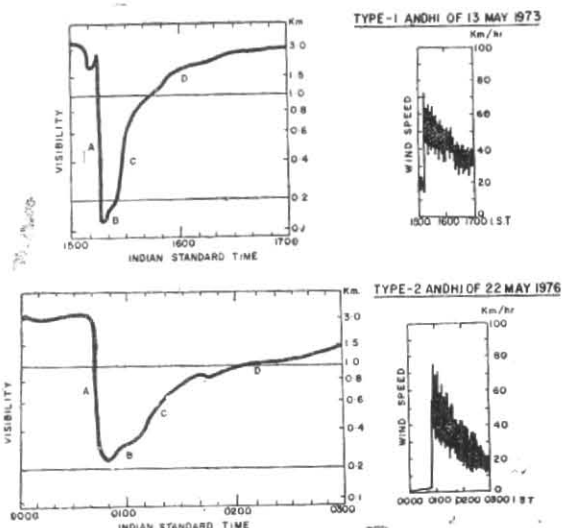 TYPE-1 ANDHI OF 13 MAY 1973
Km
3.0
1.5
1.0
0.8
0.6
0.4
0.2
0.1
VISIBILITY
A
B
C
D
1500
1600
1700
INDIAN STANDARD TIME
Km/hr
100
80
60
40
20
0
WIND SPEED
1500 1600 1700 I.S.T
TYPE-2 ANDHI OF 22 MAY 1976
Km.
3.0
1.5
1.0
0.8
0.6
0.4
0.2
0.1
VISIBILITY
A
B
C
D
0000
0100
0200
0300
INDIAN STANDARD TIME
Km/hr
100
80
60
40
20
0
WIND SPEED
0000 0100 0200 0300 I S T